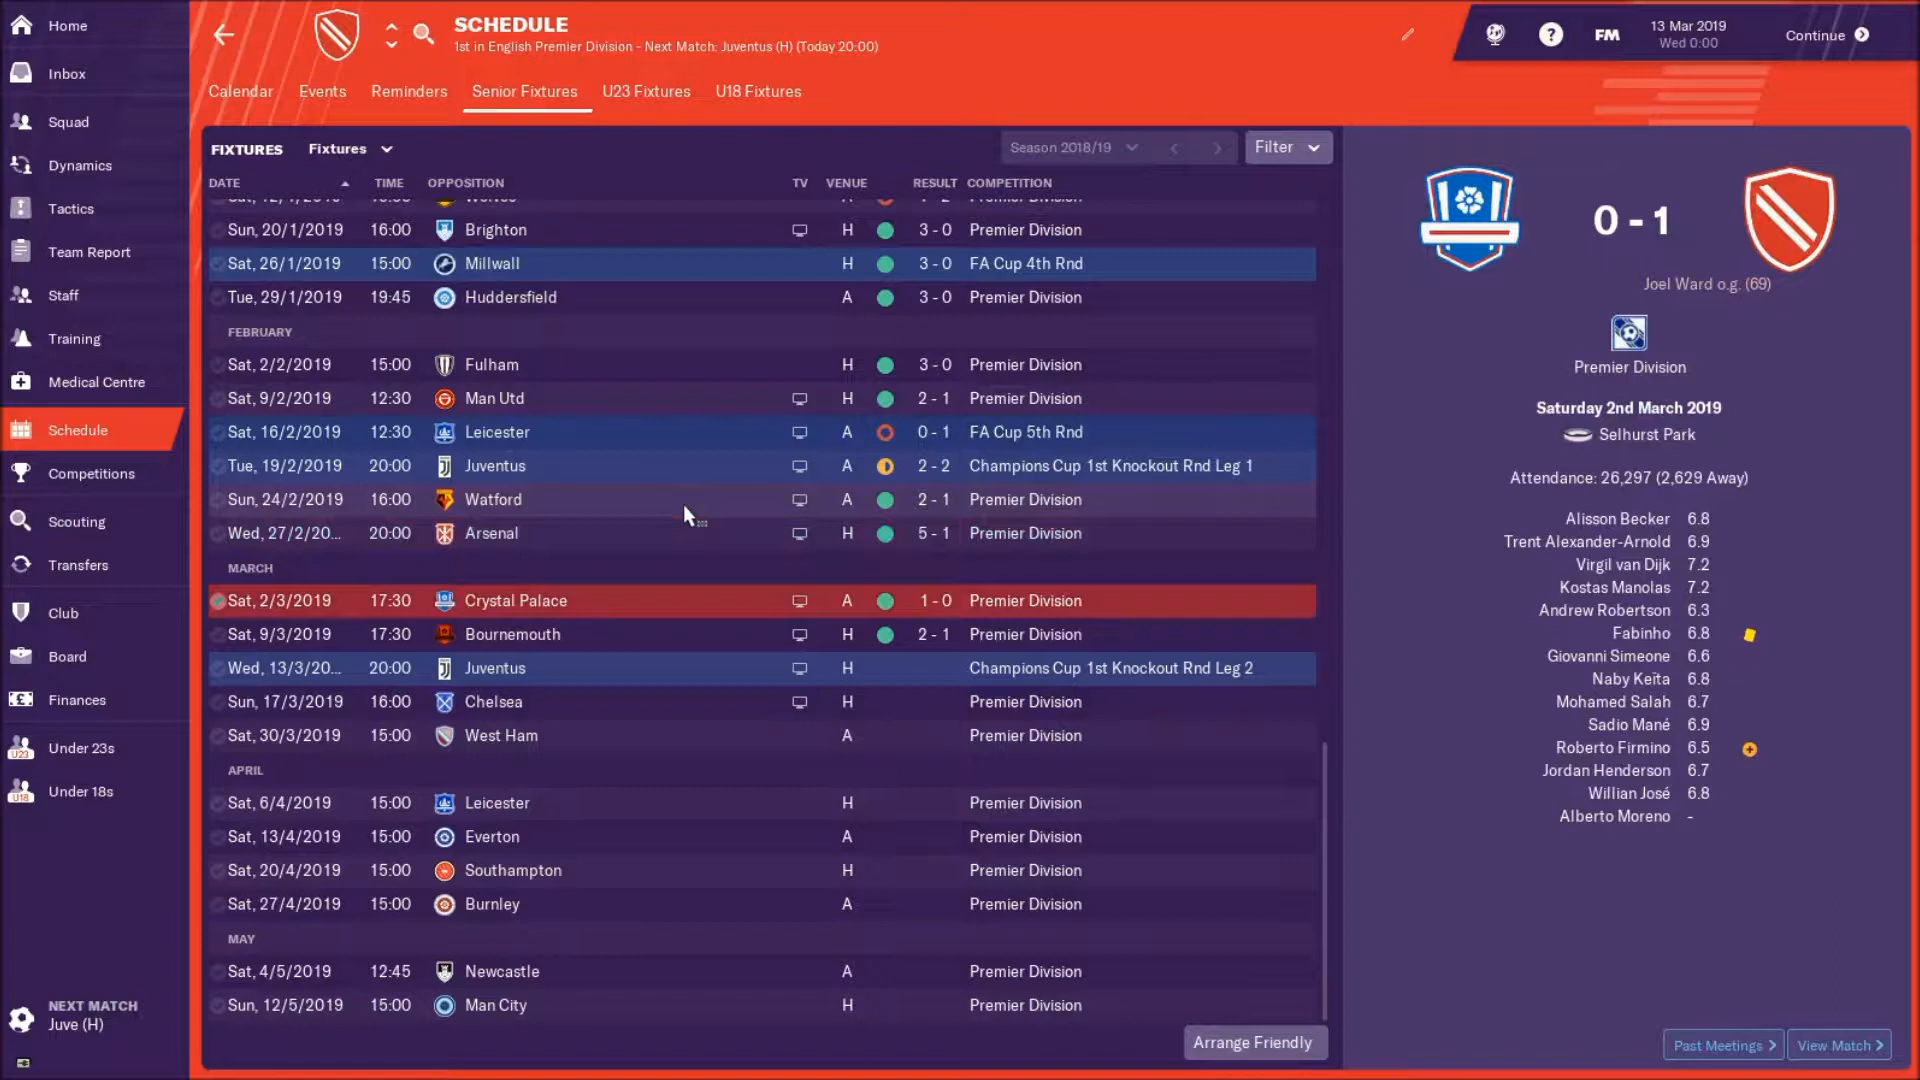 Home
Inbox
Squad
Dynamics
Tactics
Team Report
Staff
Training
Medical Centre
Schedule
Competitions
Scouting
Transfers
Club
Board
Finances
U23
Under 23s
U18
Under 18s
NEXT MATCH
Juve (H)
SCHEDULE
1st in English Premier Division - Next Match: Juventus (H) (Today 20:00)
? FM 13 Mar 2019 Wed 0:00 Continue
Calendar Events Reminders Senior Fixtures U23 Fixtures U18 Fixtures
FIXTURES Fixtures Season 2018/19 Filter
DATE TIME OPPOSITION TV VENUE RESULT COMPETITION
Sun, 20/1/2019 16:00 Brighton H 3 - 0 Premier Division
Sat, 26/1/2019 15:00 Millwall H 3 - 0 FA Cup 4th Rnd
Tue, 29/1/2019 19:45 Huddersfield A 3 - 0 Premier Division
FEBRUARY
Sat, 2/2/2019 15:00 Fulham H 3 - 0 Premier Division
Sat, 9/2/2019 12:30 Man Utd H 2 - 1 Premier Division
Sat, 16/2/2019 12:30 Leicester A 0 - 1 FA Cup 5th Rnd
Tue, 19/2/2019 20:00 Juventus A 2 - 2 Champions Cup 1st Knockout Rnd Leg 1
Sun, 24/2/2019 16:00 Watford A 2 - 1 Premier Division
Wed, 27/2/20... 20:00 Arsenal H 5 - 1 Premier Division
MARCH
Sat, 2/3/2019 17:30 Crystal Palace A 1 - 0 Premier Division
Sat, 9/3/2019 17:30 Bournemouth H 2 - 1 Premier Division
Wed, 13/3/20... 20:00 Juventus H Champions Cup 1st Knockout Rnd Leg 2
Sun, 17/3/2019 16:00 Chelsea H Premier Division
Sat, 30/3/2019 15:00 West Ham A Premier Division
APRIL
Sat, 6/4/2019 15:00 Leicester H Premier Division
Sat, 13/4/2019 15:00 Everton A Premier Division
Sat, 20/4/2019 15:00 Southampton H Premier Division
Sat, 27/4/2019 15:00 Burnley A Premier Division
MAY
Sat, 4/5/2019 12:45 Newcastle A Premier Division
Sun, 12/5/2019 15:00 Man City H Premier Division
Arrange Friendly
0 - 1
Joel Ward o.g. (69)
Premier Division
Saturday 2nd March 2019
Selhurst Park
Attendance: 26,297 (2,629 Away)
Alisson Becker 6.8
Trent Alexander-Arnold 6.9
Virgil van Dijk 7.2
Kostas Manolas 7.2
Andrew Robertson 6.3
Fabinho 6.8
Giovanni Simeone 6.6
Naby Keïta 6.8
Mohamed Salah 6.7
Sadio Mané 6.9
Roberto Firmino 6.5
Jordan Henderson 6.7
Willian José 6.8
Alberto Moreno -
Past Meetings View Match